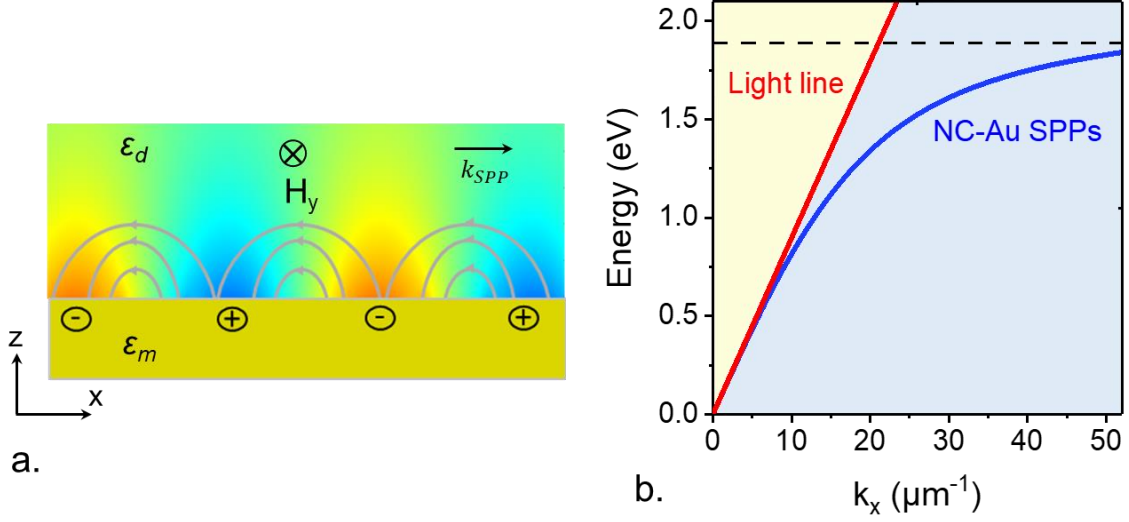 ε_d
H_y
k_SPP
- + - +
ε_m
z
x
a.
Energy (eV)
2.0
1.5
1.0
0.5
0.0
Light line
NC-Au SPPs
0 10 20 30 40 50
k_x (μm⁻¹)
b.